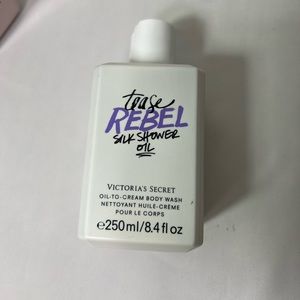 tease
REBEL
SILK SHOWER
OIL
VICTORIA'S SECRET
OIL-TO-CREAM BODY WASH
NETTOYANT HUILE-CRÈME
POUR LE CORPS
℮250ml/8.4 fl oz